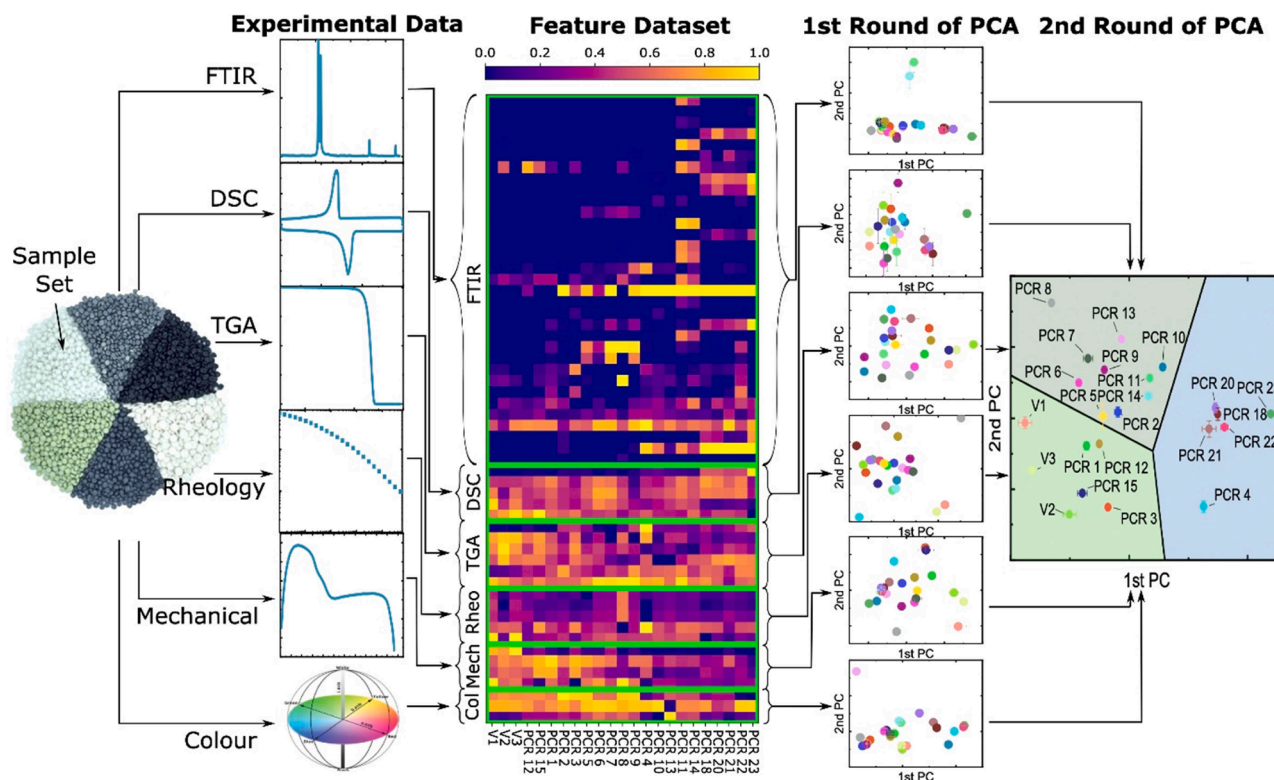 Experimental Data
Feature Dataset
1st Round of PCA
2nd Round of PCA
0.0 0.2 0.4 0.6 0.8 1.0
FTIR
DSC
TGA
Rheology
Mechanical
Colour
Sample
Set
FTIR
DSC
TGA
Rheo
Mech
Col
V1
V2
V3
PCR 12
PCR 15
PCR 1
PCR 2
PCR 3
PCR 5
PCR 6
PCR 7
PCR 8
PCR 9
PCR 4
PCR 10
PCR 13
PCR 11
PCR 14
PCR 18
PCR 20
PCR 21
PCR 22
PCR 23
2nd PC
1st PC
2nd PC
1st PC
2nd PC
1st PC
2nd PC
1st PC
2nd PC
1st PC
2nd PC
1st PC
PCR 8
PCR 13
PCR 7
PCR 10
PCR 9
PCR 6
PCR 11
PCR 5
PCR 14
PCR 20
PCR 2
V1
PCR 2
PCR 18
PCR 22
PCR 21
V3
PCR 1
PCR 12
PCR 15
V2
PCR 3
PCR 4
2nd PC
1st PC